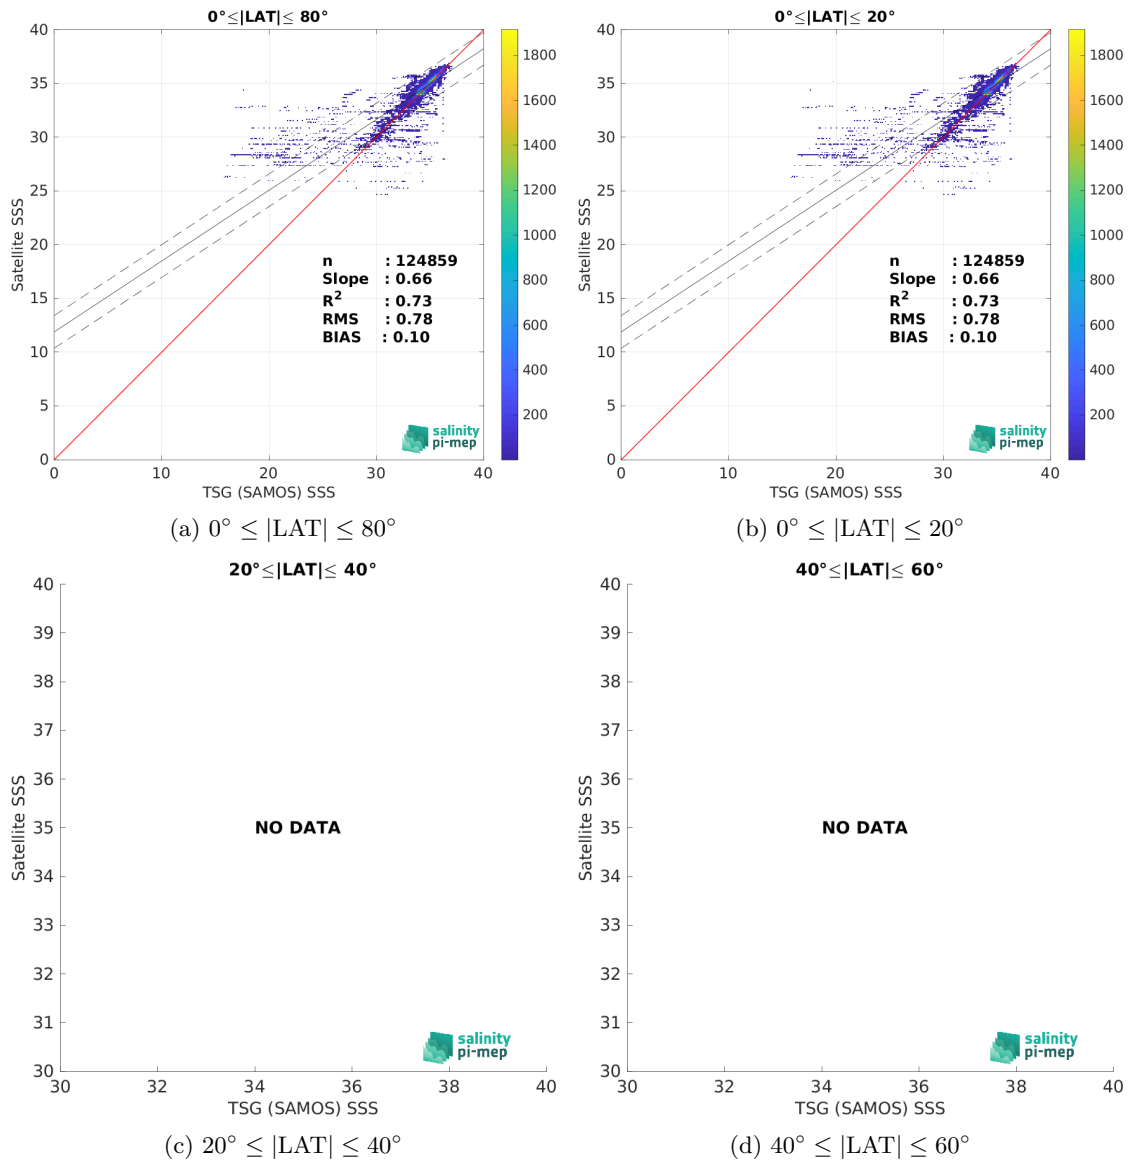 0°≤|LAT|≤ 80°
40
35
30
25
20
15
10
5
0
Satellite SSS
n : 124859
Slope : 0.66
R² : 0.73
RMS : 0.78
BIAS : 0.10
salinity
pi-mep
0 10 20 30 40
TSG (SAMOS) SSS
1800
1600
1400
1200
1000
800
600
400
200
(a) 0° ≤ |LAT| ≤ 80°
0°≤|LAT|≤ 20°
40
35
30
25
20
15
10
5
0
Satellite SSS
n : 124859
Slope : 0.66
R² : 0.73
RMS : 0.78
BIAS : 0.10
salinity
pi-mep
0 10 20 30 40
TSG (SAMOS) SSS
1800
1600
1400
1200
1000
800
600
400
200
(b) 0° ≤ |LAT| ≤ 20°
20°≤|LAT|≤ 40°
40
39
38
37
36
35
34
33
32
31
30
Satellite SSS
NO DATA
salinity
pi-mep
30 32 34 36 38 40
TSG (SAMOS) SSS
(c) 20° ≤ |LAT| ≤ 40°
40°≤|LAT|≤ 60°
40
39
38
37
36
35
34
33
32
31
30
Satellite SSS
NO DATA
salinity
pi-mep
30 32 34 36 38 40
TSG (SAMOS) SSS
(d) 40° ≤ |LAT| ≤ 60°